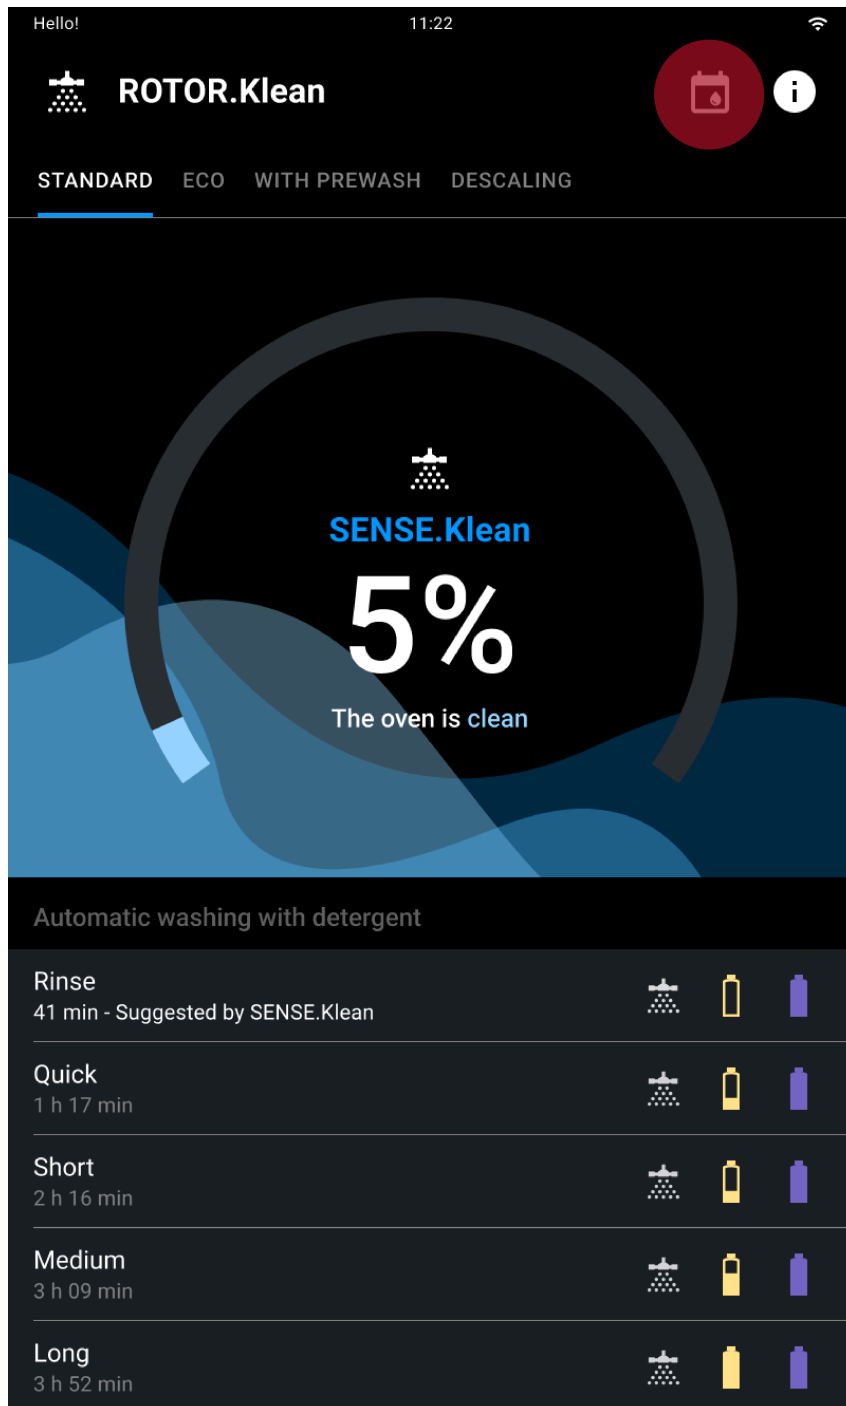 Hello!
11:22
ROTOR.Klean
i
STANDARD
ECO
WITH PREWASH
DESCALING
SENSE.Klean
5%
The oven is clean
Automatic washing with detergent
Rinse
41 min - Suggested by SENSE.Klean
Quick
1 h 17 min
Short
2 h 16 min
Medium
3 h 09 min
Long
3 h 52 min